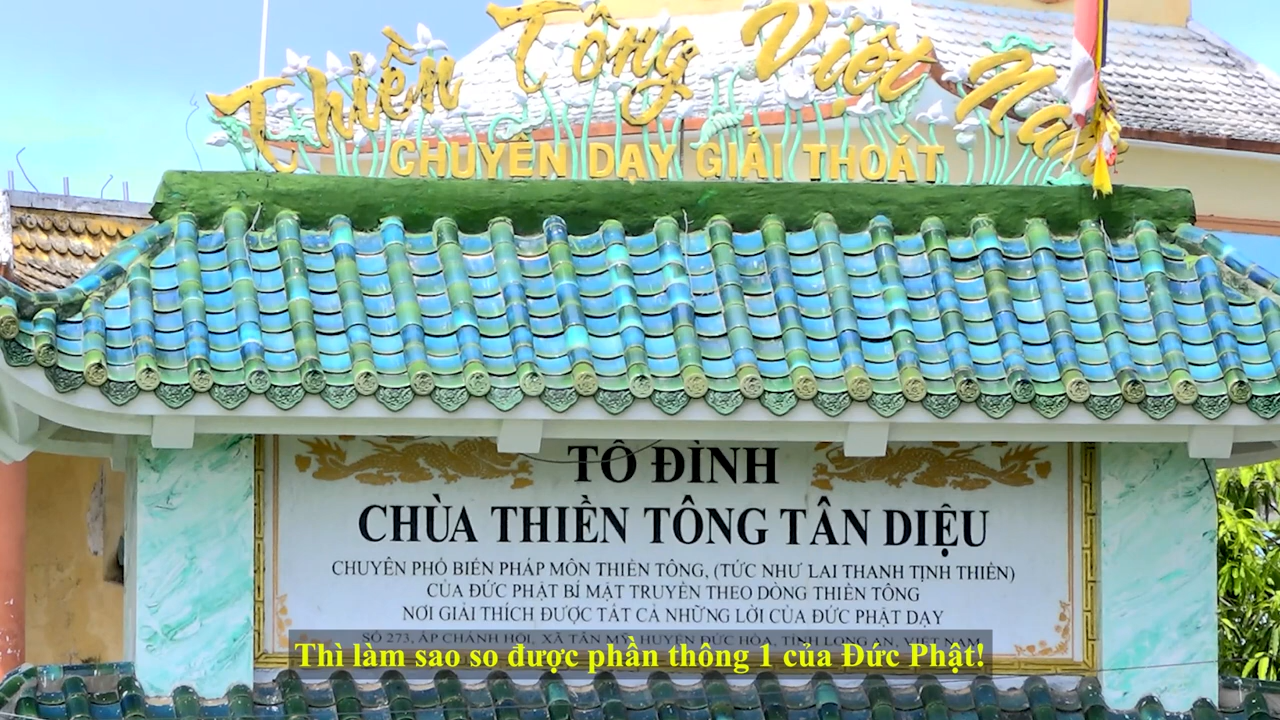 Thiền Tông Việt Nam
CHUYÊN DẠY GIẢI THOÁT
TỔ ĐÌNH
CHÙA THIỀN TÔNG TÂN DIỆU
CHUYÊN PHỔ BIẾN PHÁP MÔN THIỀN TÔNG, (TỨC NHƯ LAI THANH TỊNH THIỀN)
CỦA ĐỨC PHẬT BÍ MẬT TRUYỀN THEO DÒNG THIỀN TÔNG
NƠI GIẢI THÍCH ĐƯỢC TẤT CẢ NHỮNG LỜI CỦA ĐỨC PHẬT DẠY
SỐ 273, ẤP CHÁNH HỘI, XÃ TÂN MỸ, HUYỆN ĐỨC HÒA, TỈNH LONG AN, VIỆT NAM
Thì làm sao so được phần thông 1 của Đức Phật!